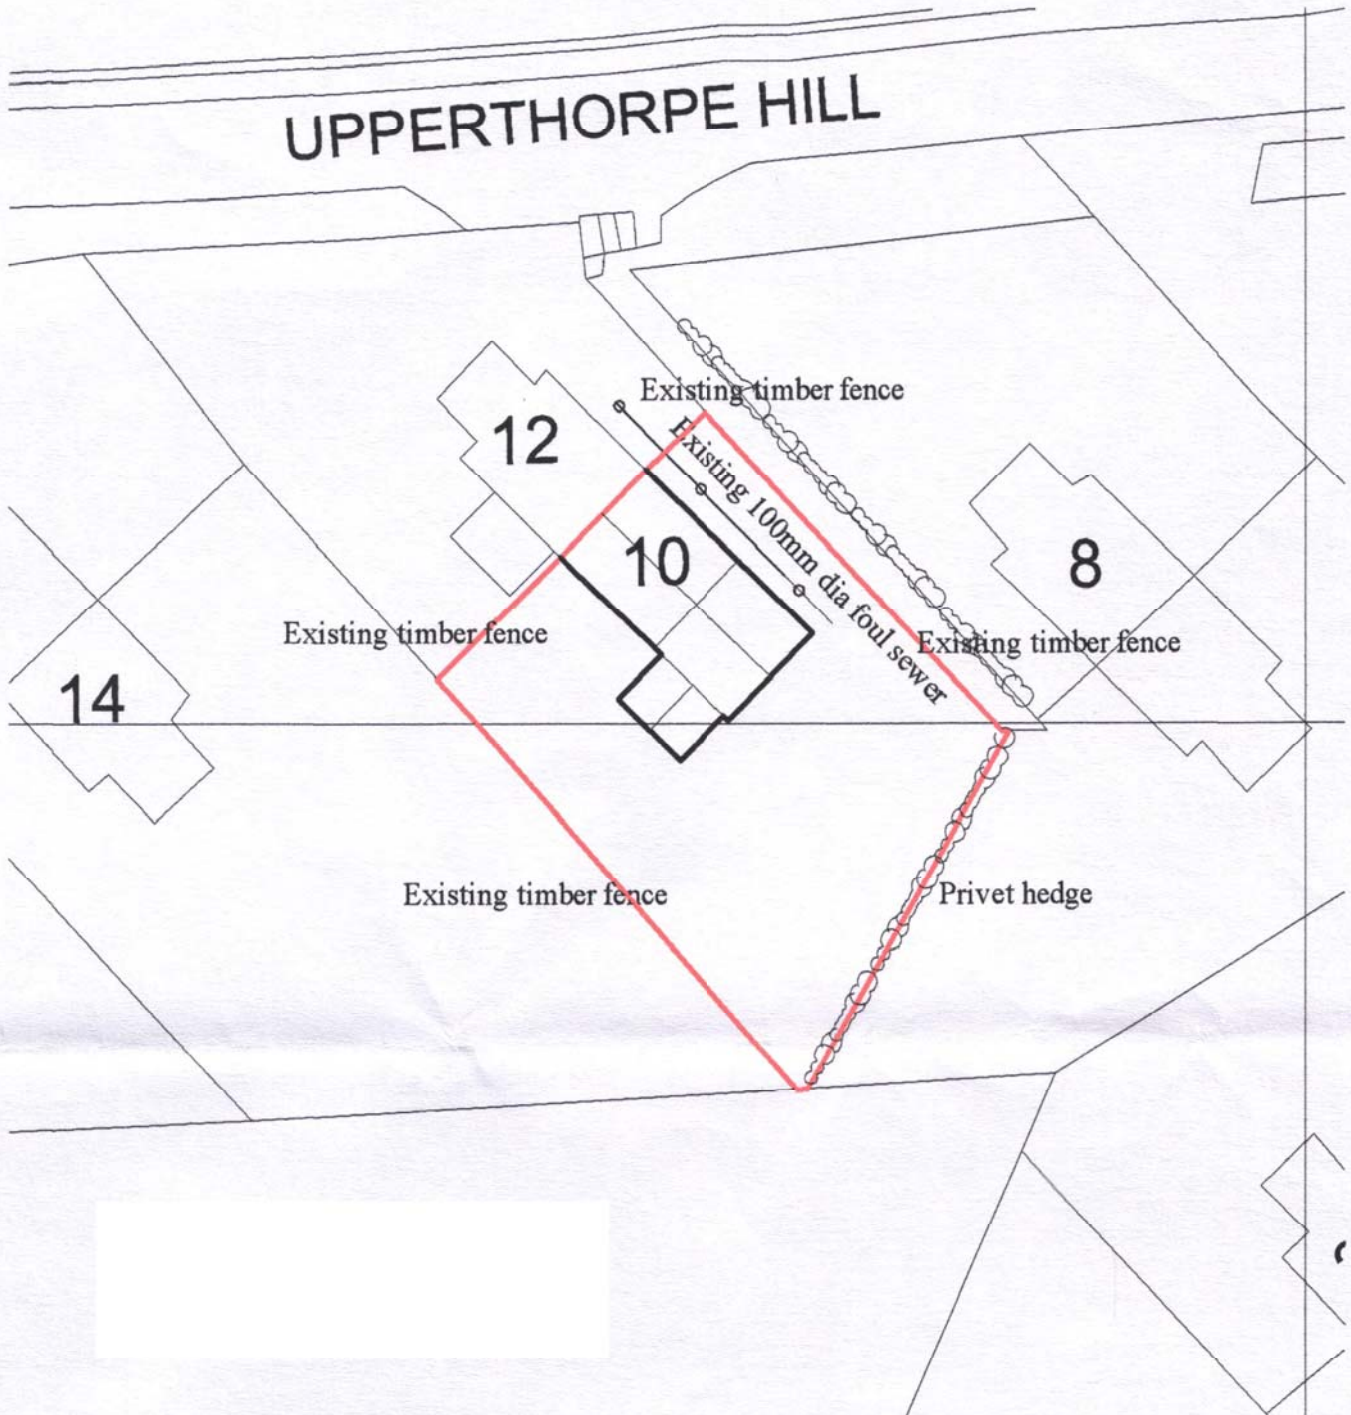 UPPERTHORPE HILL
Existing timber fence
12
Existing 100mm dia foul sewer
10
8
Existing timber fence
Existing timber fence
14
Existing timber fence
Privet hedge